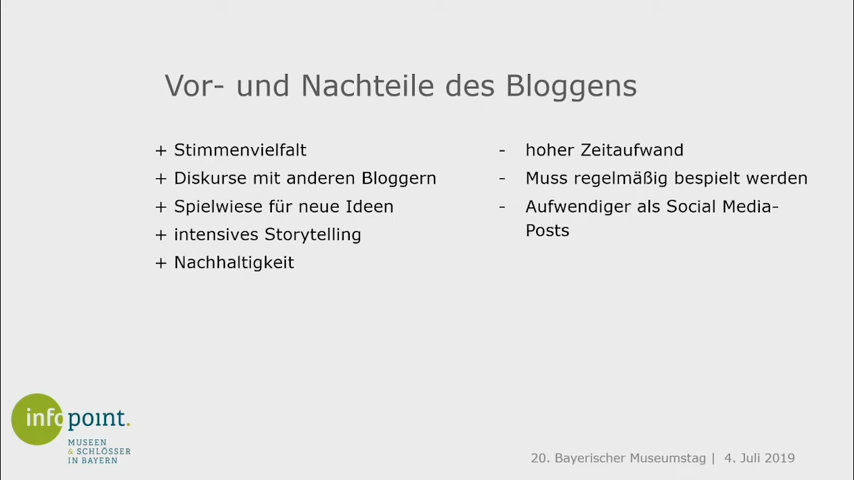 Vor- und Nachteile des Bloggens
+ Stimmenvielfalt
+ Diskurse mit anderen Bloggern
+ Spielwiese für neue Ideen
+ intensives Storytelling
+ Nachhaltigkeit
- hoher Zeitaufwand
- Muss regelmäßig bespielt werden
- Aufwendiger als Social Media-
Posts
infopoint.
MUSEEN
& SCHLÖSSER
IN BAYERN
20. Bayerischer Museumstag | 4. Juli 2019